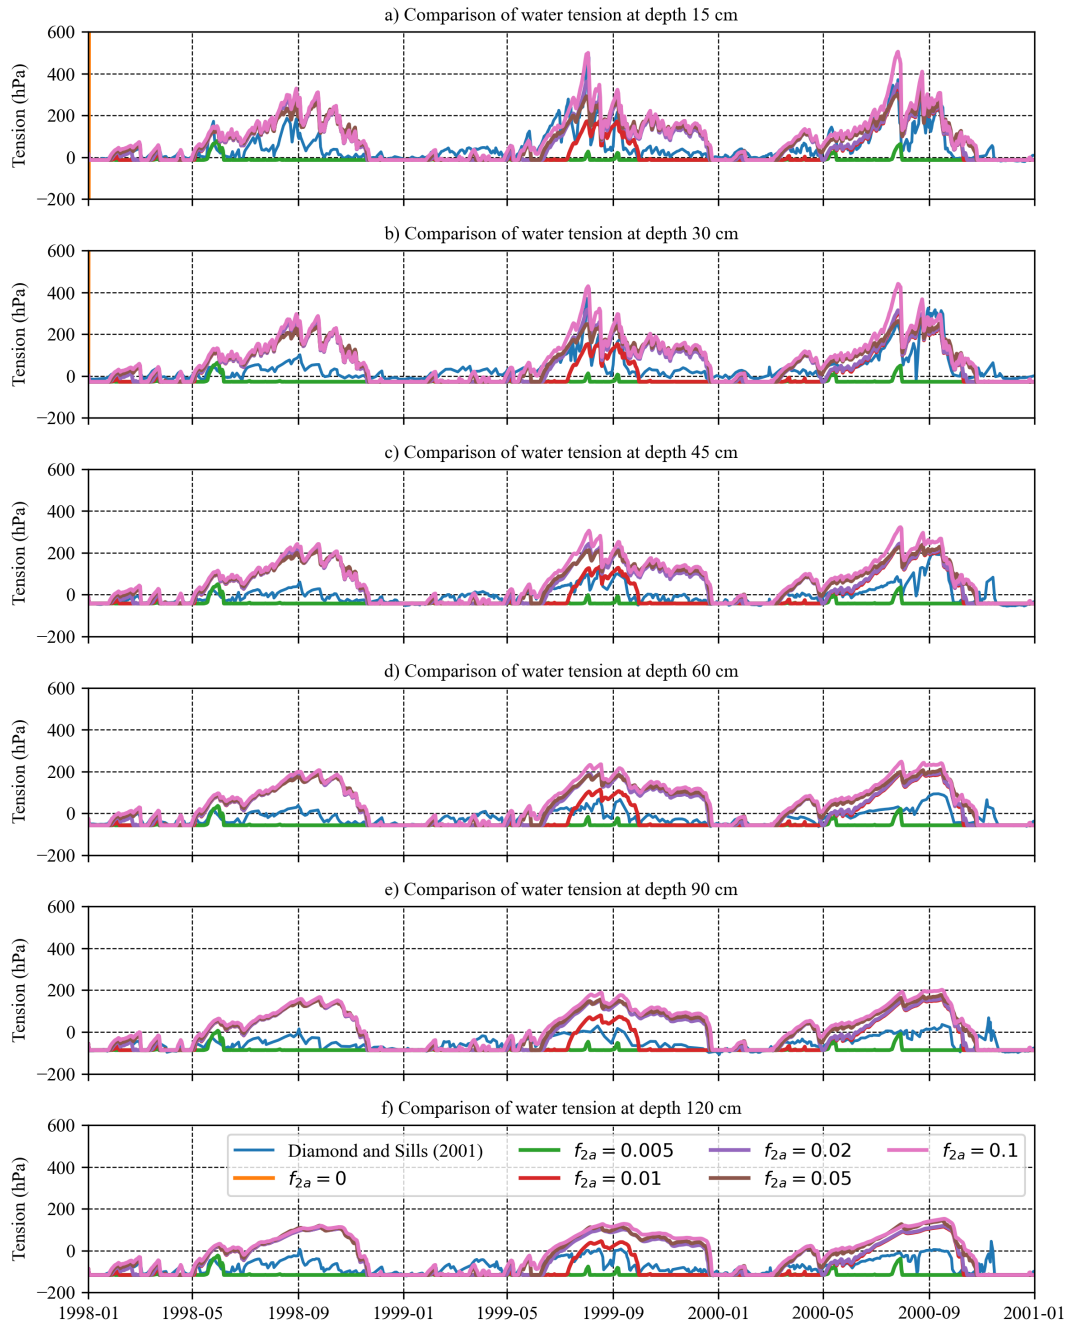 a) Comparison of water tension at depth 15 cm
600
400
200
0
−200
Tension (hPa)
b) Comparison of water tension at depth 30 cm
600
400
200
0
−200
Tension (hPa)
c) Comparison of water tension at depth 45 cm
600
400
200
0
−200
Tension (hPa)
d) Comparison of water tension at depth 60 cm
600
400
200
0
−200
Tension (hPa)
e) Comparison of water tension at depth 90 cm
600
400
200
0
−200
Tension (hPa)
f) Comparison of water tension at depth 120 cm
600
400
200
0
−200
Tension (hPa)
Diamond and Sills (2001)
f2a = 0
f2a = 0.005
f2a = 0.01
f2a = 0.02
f2a = 0.05
f2a = 0.1
1998-01 1998-05 1998-09 1999-01 1999-05 1999-09 2000-01 2000-05 2000-09 2001-01